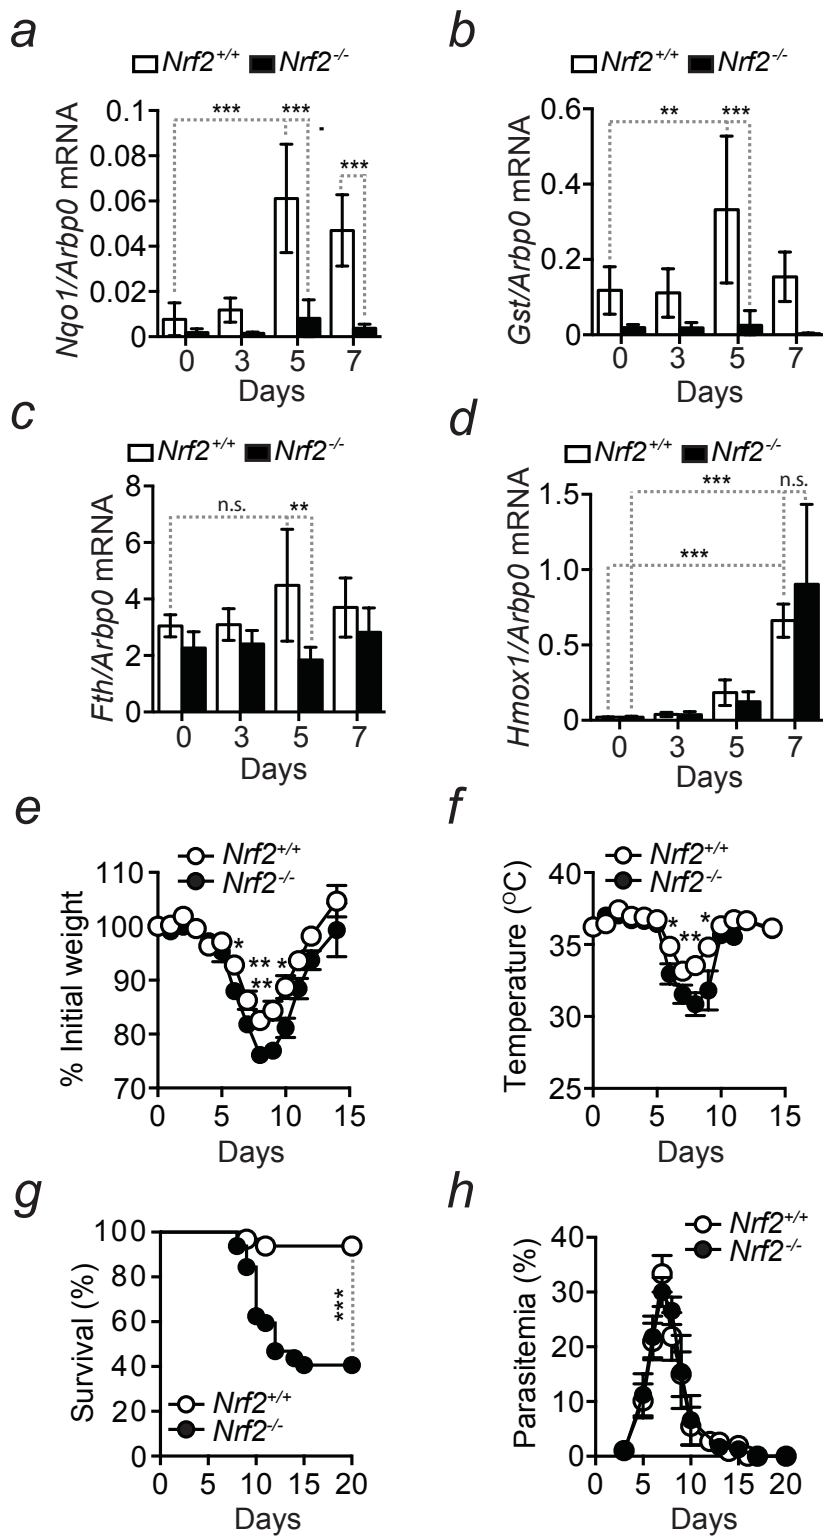 a
Nrf2+/+ Nrf2-/-
Nqo1/Arbp0 mRNA
0.1
0.08
0.06
0.04
0.02
0
*** *** ***
0 3 5 7
Days
b
Nrf2+/+ Nrf2-/-
Gst/Arbp0 mRNA
0.6
0.4
0.2
0
** ***
0 3 5 7
Days
c
Nrf2+/+ Nrf2-/-
Fth/Arbp0 mRNA
8
6
4
2
0
n.s. **
0 3 5 7
Days
d
Nrf2+/+ Nrf2-/-
Hmox1/Arbp0 mRNA
1.5
1.0
0.5
0
*** n.s.
***
0 3 5 7
Days
e
Nrf2+/+
Nrf2-/-
% Initial weight
110
100
90
80
70
* ** *
**
0 5 10 15
Days
f
Nrf2+/+
Nrf2-/-
Temperature (OC)
40
35
30
25
* ** *
0 5 10 15
Days
g
Survival (%)
100
80
60
40
20
0
***
Nrf2+/+
Nrf2-/-
0 5 10 15 20
Days
h
Nrf2+/+
Nrf2-/-
Parasitemia (%)
40
30
20
10
0
0 5 10 15 20
Days